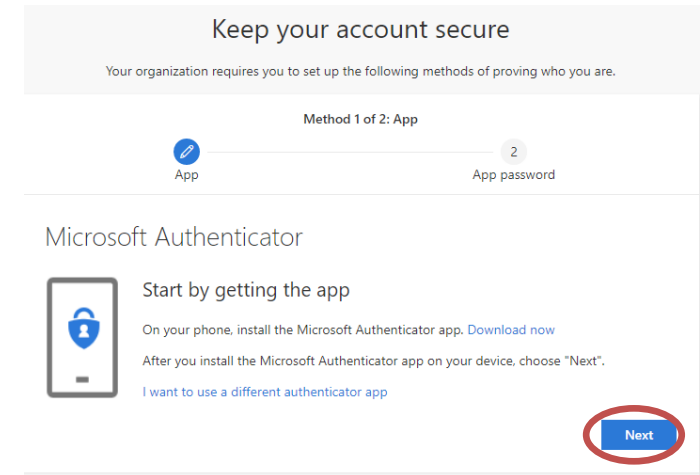 Keep your account secure
Your organization requires you to set up the following methods of proving who you are.
Method 1 of 2: App
2
App
App password
Microsoft Authenticator
Start by getting the app
On your phone, install the Microsoft Authenticator app. Download now
After you install the Microsoft Authenticator app on your device, choose "Next".
I want to use a different authenticator app
Next